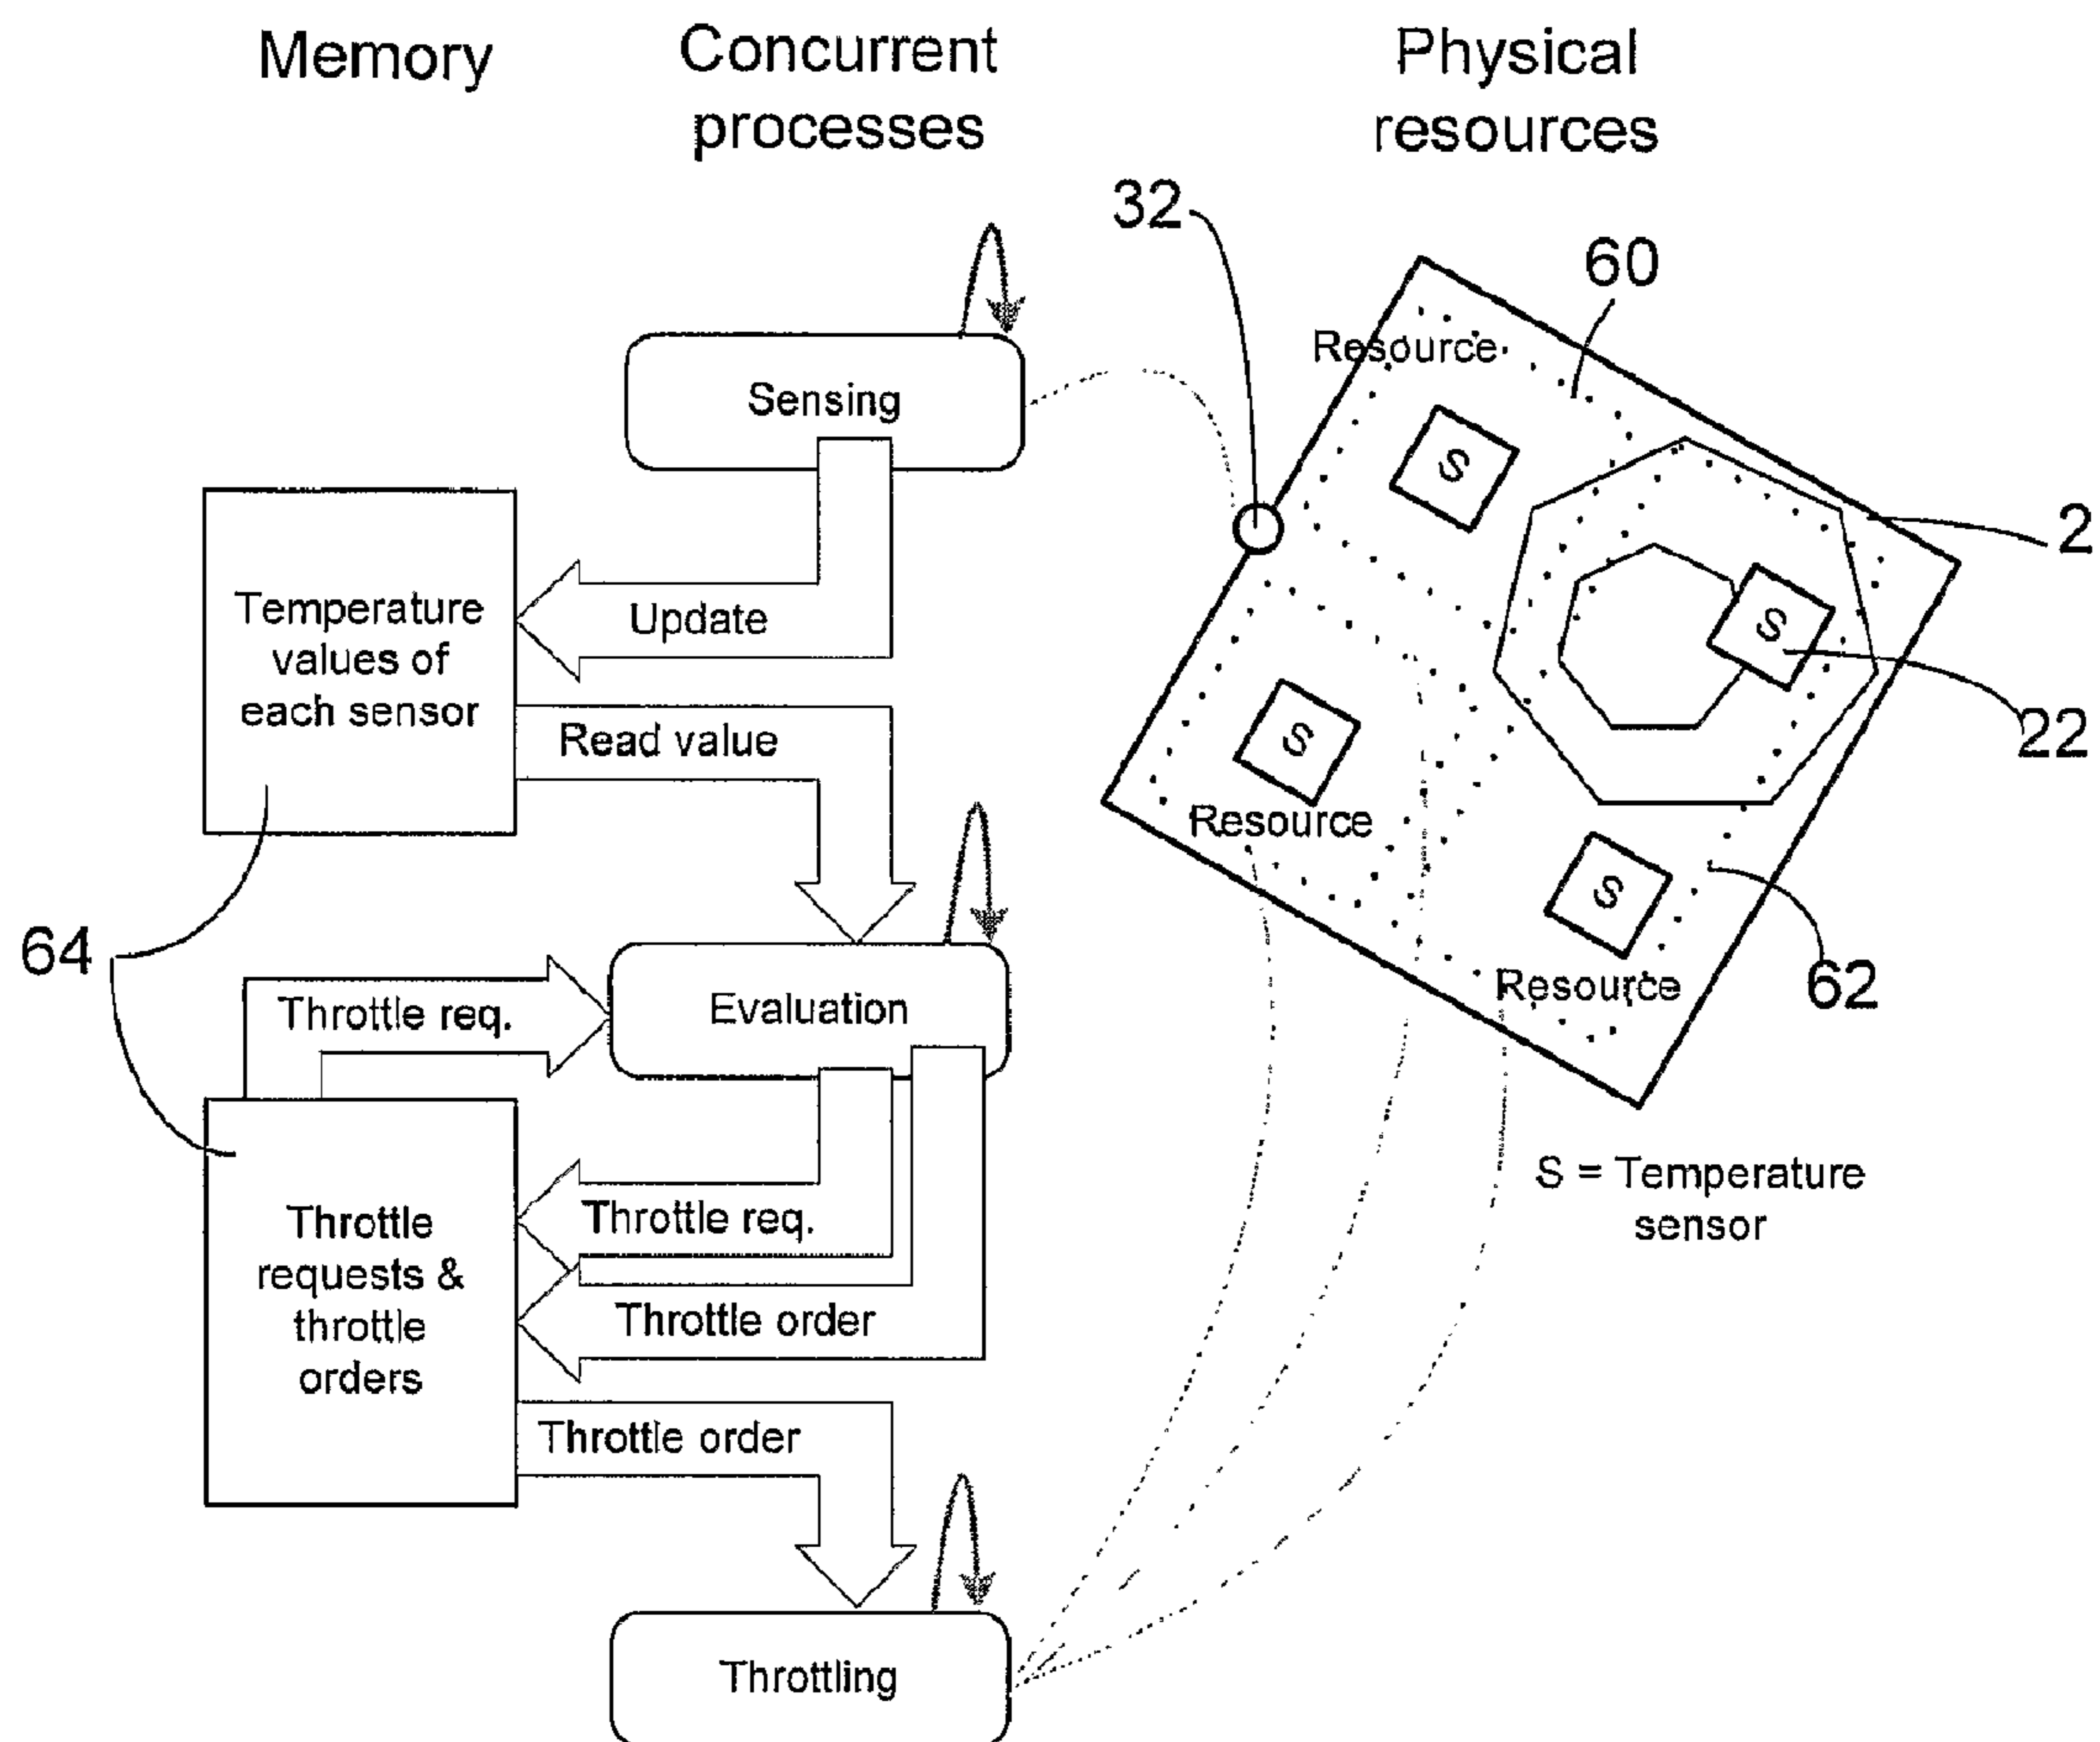 Memory
Concurrent
processes
Physical
resources
32
60
Resource
Sensing
S
2
Temperature
values of
each sensor
Update
S
22
Read value
S
Resource
S
64
62
Throttle req.
Evaluation
Resource
S = Temperature
sensor
Throttle
requests &
throttle
orders
Throttle req.
Throttle order
Throttle order
Throttling